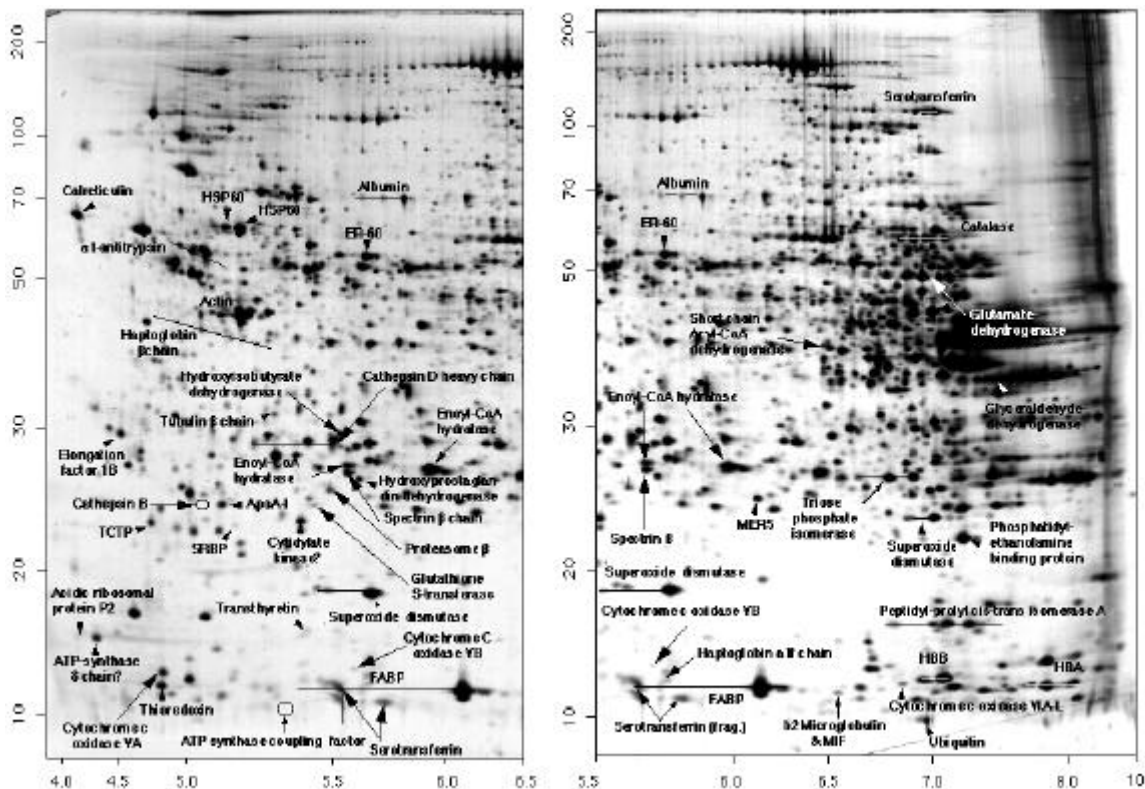 200
100
70
50
30
20
10
4.0
4.5
5.0
5.5
6.0
6.5
Calreticulin
HSP60
HSP60
Albumin
α1-antitrypsin
ER-60
Actin
Haptoglobin
β chain
Hydroxyisobutyrate
dehydrogenase
Cathepsin D heavy chain
Tubulin β chain
Enoyl-CoA
hydratase
Elongation
factor 1B
Enoyl-CoA
hydratase
Hydroxyprostaglan-
din-dehydrogenase
Cathepsin B
ApoA-I
Spectrin β chain
TCTP
SRBP
Cytidylate
kinase?
Proteasome β
Glutathione
S-transferase
Acidic ribosomal
protein P2
Transthyretin
Superoxide dismutase
Cytochrome C
oxidase VB
ATP-synthase
δ chain?
FABP
Thioredoxin
Cytochrome c
oxidase VA
ATP synthase coupling factor
Serotransferrin
200
100
70
50
30
20
10
5.5
6.0
6.5
7.0
8.0
10
Serotransferrin
Albumin
ER-60
Catalase
Glutamate
dehydrogenase
Short chain
Acyl-CoA
dehydrogenase
Enoyl-CoA hydratase
Glyceraldehyde
dehydrogenase
MER5
Triose
phosphate
isomerase
Spectrin β
Superoxide
dismutase
Phosphatidyl-
ethanolamine
binding protein
Superoxide dismutase
Cytochrome c oxidase VB
Peptidyl-prolyl cis-trans isomerase A
Haptoglobin α II chain
HBB
HBA
FABP
Serotransferrin (frag.)
b2 Microglobulin
& MIF
Cytochrome c oxidase VIA-L
Ubiquitin